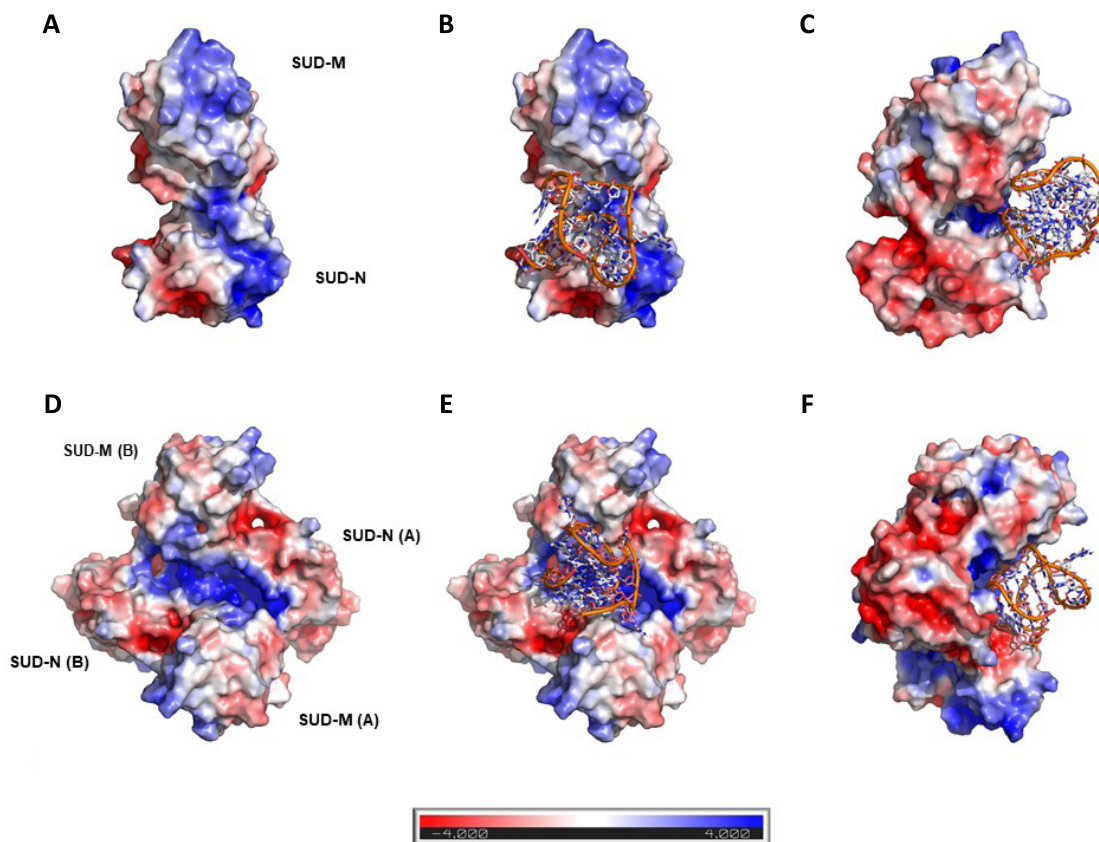 A
B
C
SUD-M
SUD-N
D
E
F
SUD-M (B)
SUD-N (A)
SUD-N (B)
SUD-M (A)
-4.000
4.000